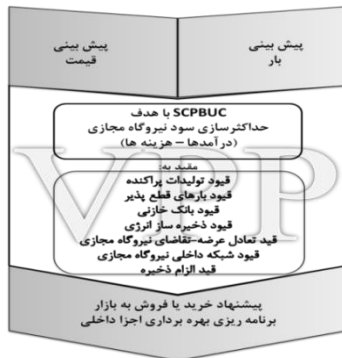 پیش بینی
بار
پیش بینی
قیمت
SCPBUC با هدف
حداکثرسازی سود نیروگاه مجازی
(درآمدها – هزینه ها)
مقید به:
قیود تولیدات پراکنده
قیود بارهای قطع پذیر
قیود بانک خازنی
قیود ذخیره ساز انرژی
قید تعادل عرضه-تقاضای نیروگاه مجازی
قیود شبکه داخلی نیروگاه مجازی
قید الزام ذخیره
VPP
پیشنهاد خرید یا فروش به بازار
برنامه ریزی بهره برداری اجزا داخلی